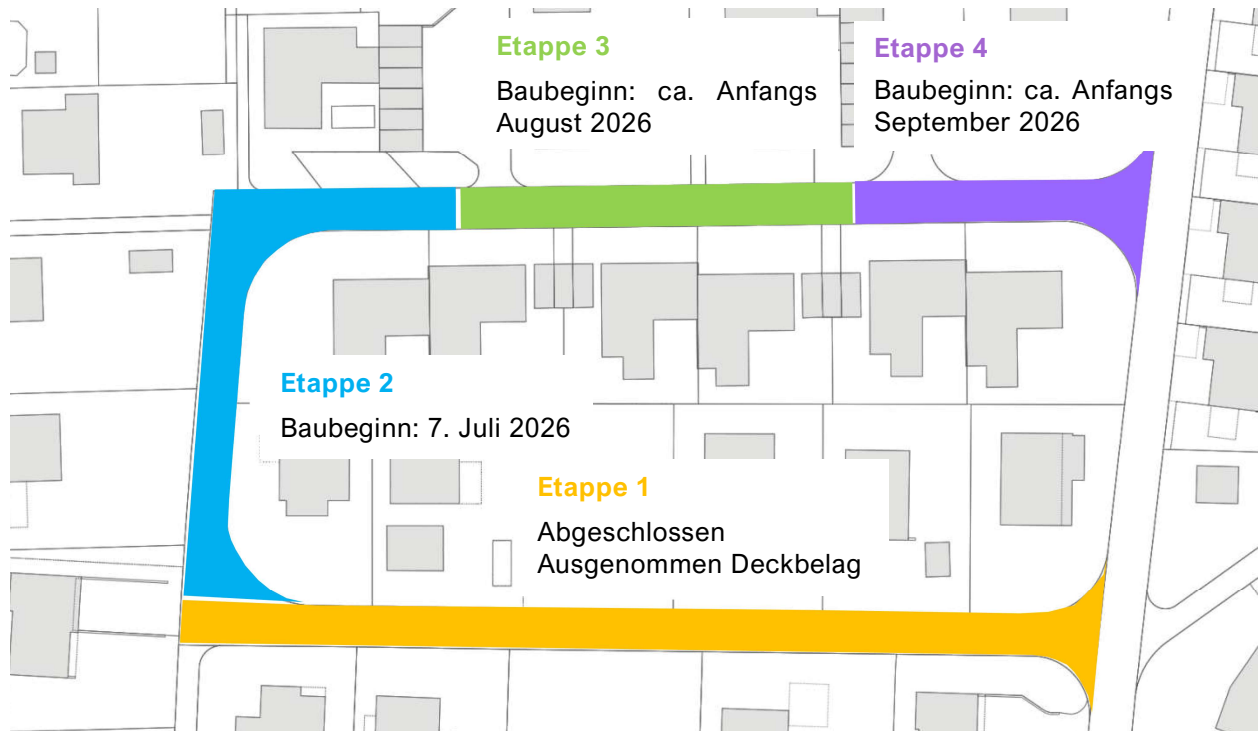 Etappe 3
Baubeginn: ca. Anfangs
August 2026
Etappe 4
Baubeginn: ca. Anfangs
September 2026
Etappe 2
Baubeginn: 7. Juli 2026
Etappe 1
Abgeschlossen
Ausgenommen Deckbelag